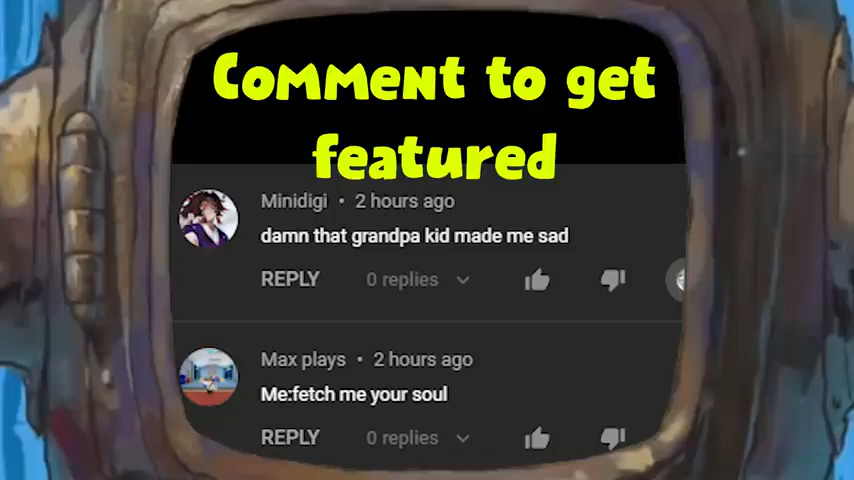 Comment to get
featured
Minidigi • 2 hours ago
damn that grandpa kid made me sad
REPLY 0 replies
Max plays • 2 hours ago
Me:fetch me your soul
REPLY 0 replies